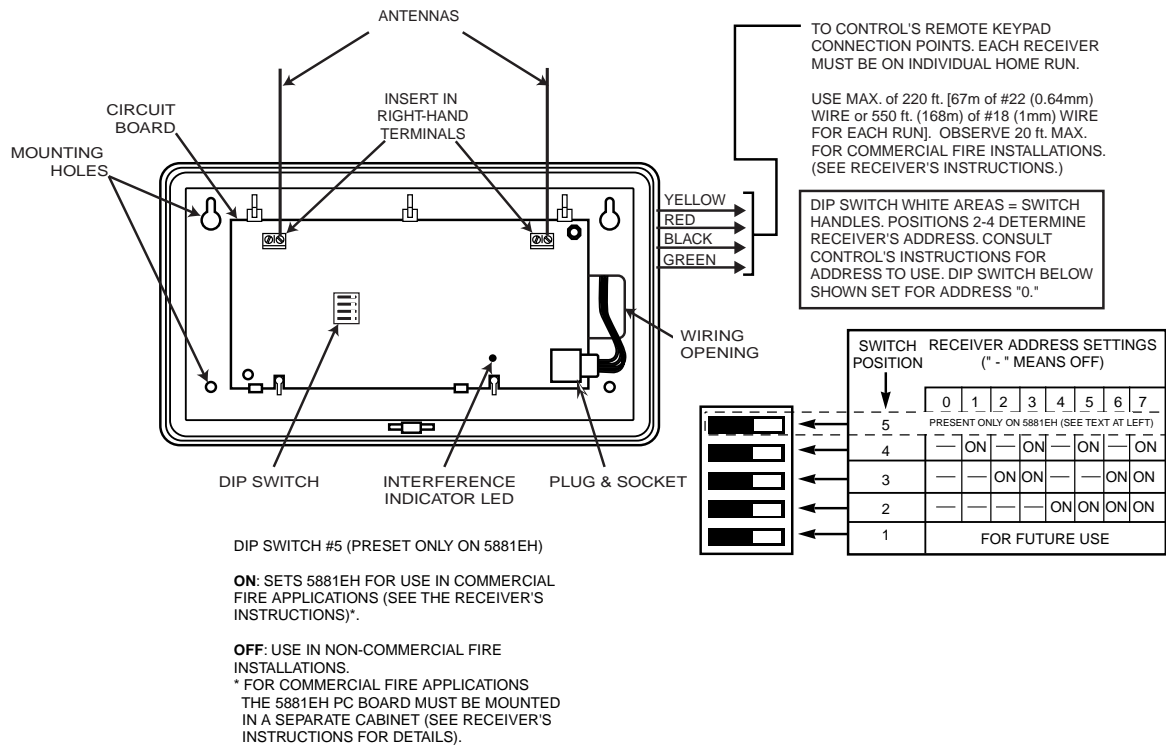 ANTENNAS
CIRCUIT
BOARD
INSERT IN
RIGHT-HAND
TERMINALS
MOUNTING
HOLES
YELLOW
RED
BLACK
GREEN
WIRING
OPENING
DIP SWITCH
INTERFERENCE
INDICATOR LED
PLUG & SOCKET
TO CONTROL'S REMOTE KEYPAD
CONNECTION POINTS. EACH RECEIVER
MUST BE ON INDIVIDUAL HOME RUN.
USE MAX. of 220 ft. [67m of #22 (0.64mm)
WIRE or 550 ft. (168m) of #18 (1mm) WIRE
FOR EACH RUN]. OBSERVE 20 ft. MAX.
FOR COMMERCIAL FIRE INSTALLATIONS.
(SEE RECEIVER'S INSTRUCTIONS.)
DIP SWITCH WHITE AREAS = SWITCH
HANDLES. POSITIONS 2-4 DETERMINE
RECEIVER'S ADDRESS. CONSULT
CONTROL'S INSTRUCTIONS FOR
ADDRESS TO USE. DIP SWITCH BELOW
SHOWN SET FOR ADDRESS "0."
SWITCH
POSITION
RECEIVER ADDRESS SETTINGS
(" - " MEANS OFF)
0 1 2 3 4 5 6 7
5 PRESENT ONLY ON 5881EH (SEE TEXT AT LEFT)
4 — ON — ON — ON — ON
3 — — ON ON — — ON ON
2 — — — — ON ON ON ON
1 FOR FUTURE USE
DIP SWITCH #5 (PRESET ONLY ON 5881EH)
ON: SETS 5881EH FOR USE IN COMMERCIAL
FIRE APPLICATIONS (SEE THE RECEIVER'S
INSTRUCTIONS)*.
OFF: USE IN NON-COMMERCIAL FIRE
INSTALLATIONS.
* FOR COMMERCIAL FIRE APPLICATIONS
THE 5881EH PC BOARD MUST BE MOUNTED
IN A SEPARATE CABINET (SEE RECEIVER'S
INSTRUCTIONS FOR DETAILS).